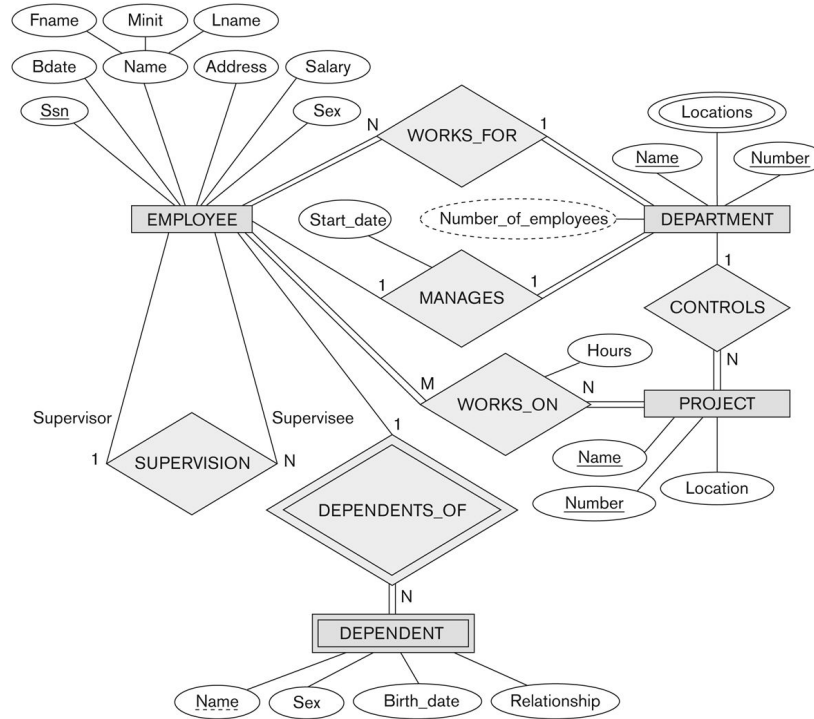 Fname
Minit
Lname
Bdate
Name
Address
Salary
Ssn
Sex
N
WORKS_FOR
1
Locations
Name
Number
EMPLOYEE
Start_date
Number_of_employees
DEPARTMENT
1
MANAGES
1
1
CONTROLS
N
Hours
M
WORKS_ON
N
PROJECT
Supervisor
Supervisee
1
SUPERVISION
N
1
Name
Number
Location
DEPENDENTS_OF
N
DEPENDENT
Name
Sex
Birth_date
Relationship